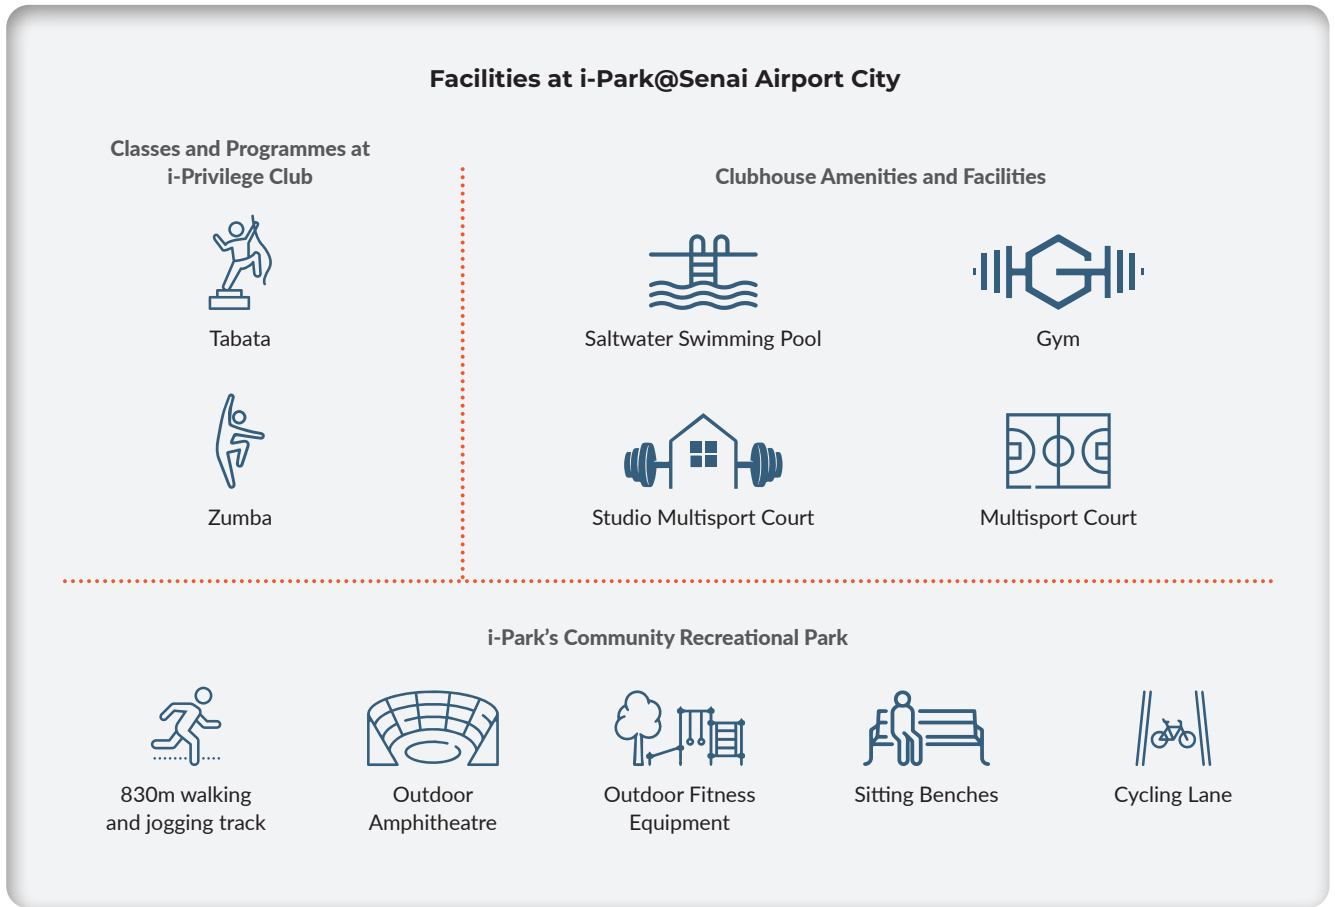 Facilities at i-Park@Senai Airport City
Classes and Programmes at
i-Privilege Club
Tabata
Zumba
Clubhouse Amenities and Facilities
Saltwater Swimming Pool
Gym
Studio Multisport Court
Multisport Court
i-Park’s Community Recreational Park
830m walking
and jogging track
Outdoor
Amphitheatre
Outdoor Fitness
Equipment
Sitting Benches
Cycling Lane